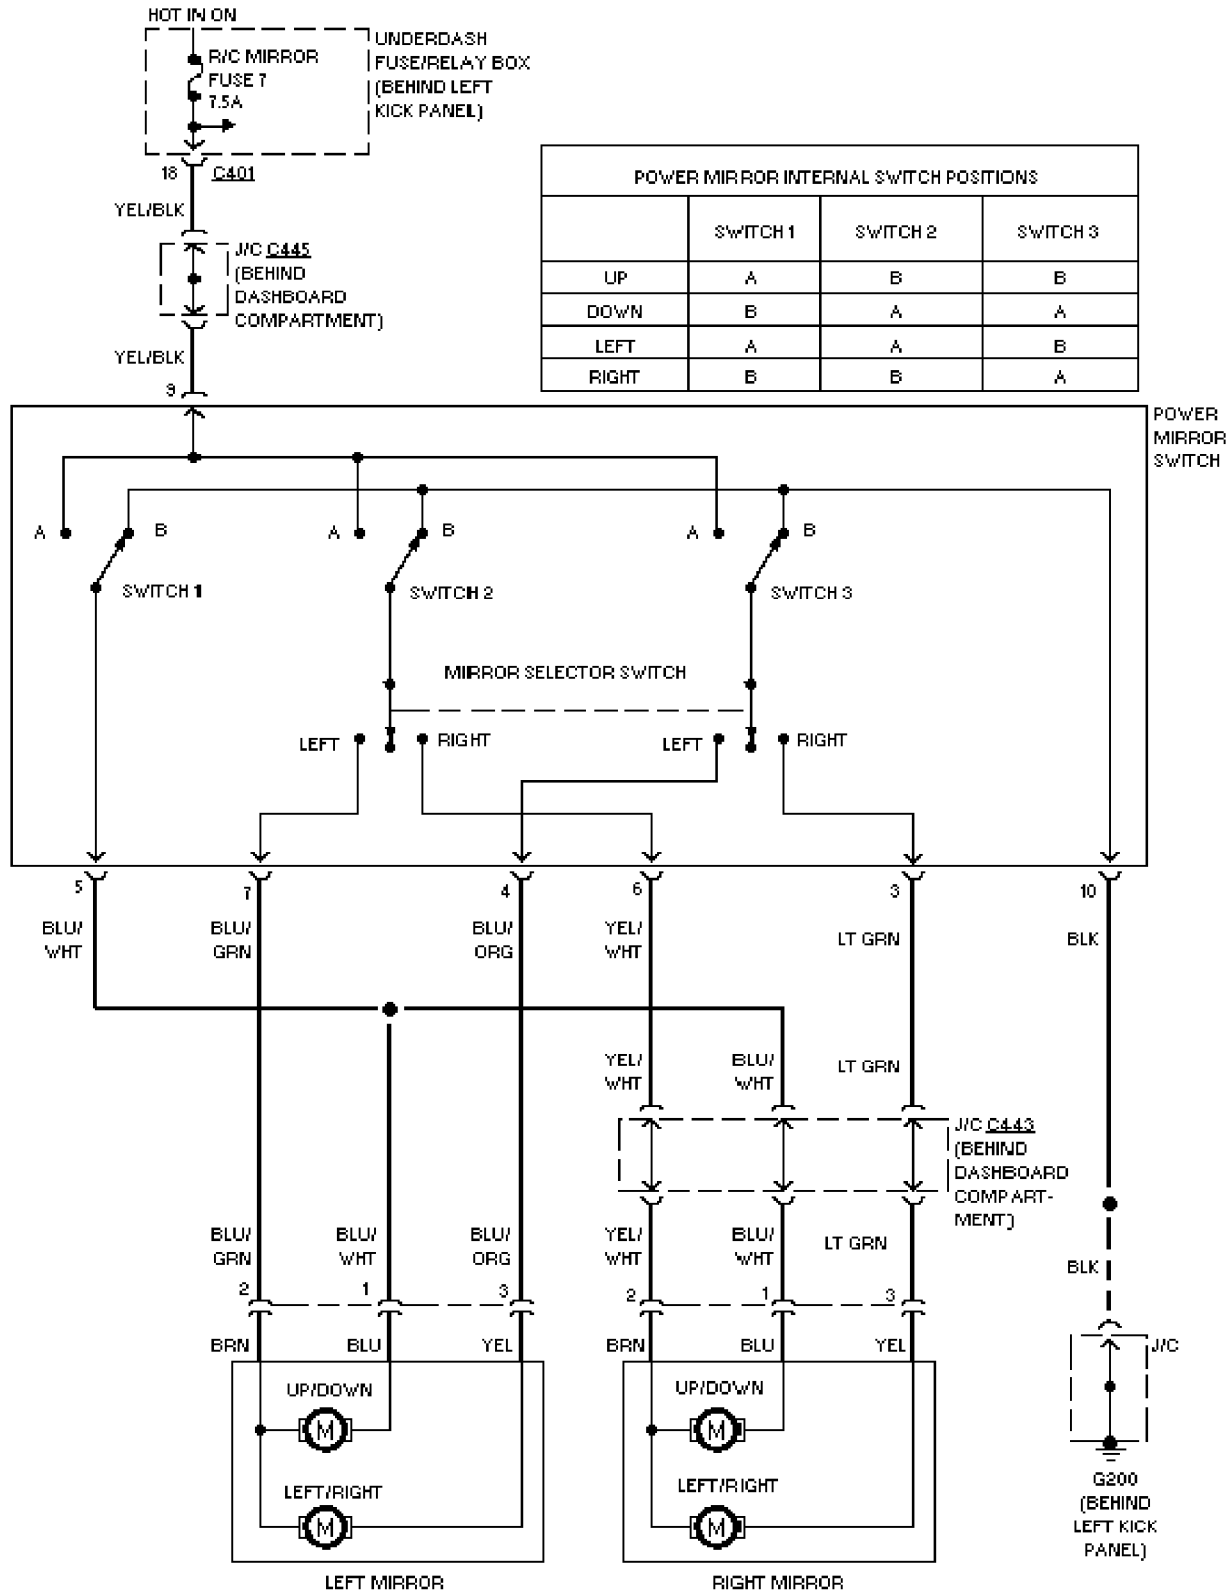 HOT IN ON
UNDERDASH
FUSE/RELAY BOX
(BEHIND LEFT
KICK PANEL)
R/C MIRROR
FUSE 7
7.5A
18 C401
YEL/BLK
J/C C445
(BEHIND
DASHBOARD
COMPARTMENT)
YEL/BLK
9
POWER MIRROR INTERNAL SWITCH POSITIONS
SWITCH 1 SWITCH 2 SWITCH 3
UP A B B
DOWN B A A
LEFT A A B
RIGHT B B A
POWER
MIRROR
SWITCH
A B A B A B
SWITCH 1 SWITCH 2 SWITCH 3
MIRROR SELECTOR SWITCH
LEFT RIGHT LEFT RIGHT
5 7 4 6 3 10
BLU/
WHT
BLU/
GRN
BLU/
ORG
YEL/
WHT
LT GRN
BLK
YEL/
WHT
BLU/
WHT
LT GRN
J/C C443
(BEHIND
DASHBOARD
COMPART-
MENT)
BLU/
GRN
BLU/
WHT
BLU/
ORG
YEL/
WHT
BLU/
WHT
LT GRN
BLK
2 1 3 2 1 3
BRN BLU YEL BRN BLU YEL
J/C
UP/DOWN
M
LEFT/RIGHT
M
LEFT MIRROR
UP/DOWN
M
LEFT/RIGHT
M
RIGHT MIRROR
G200
(BEHIND
LEFT KICK
PANEL)